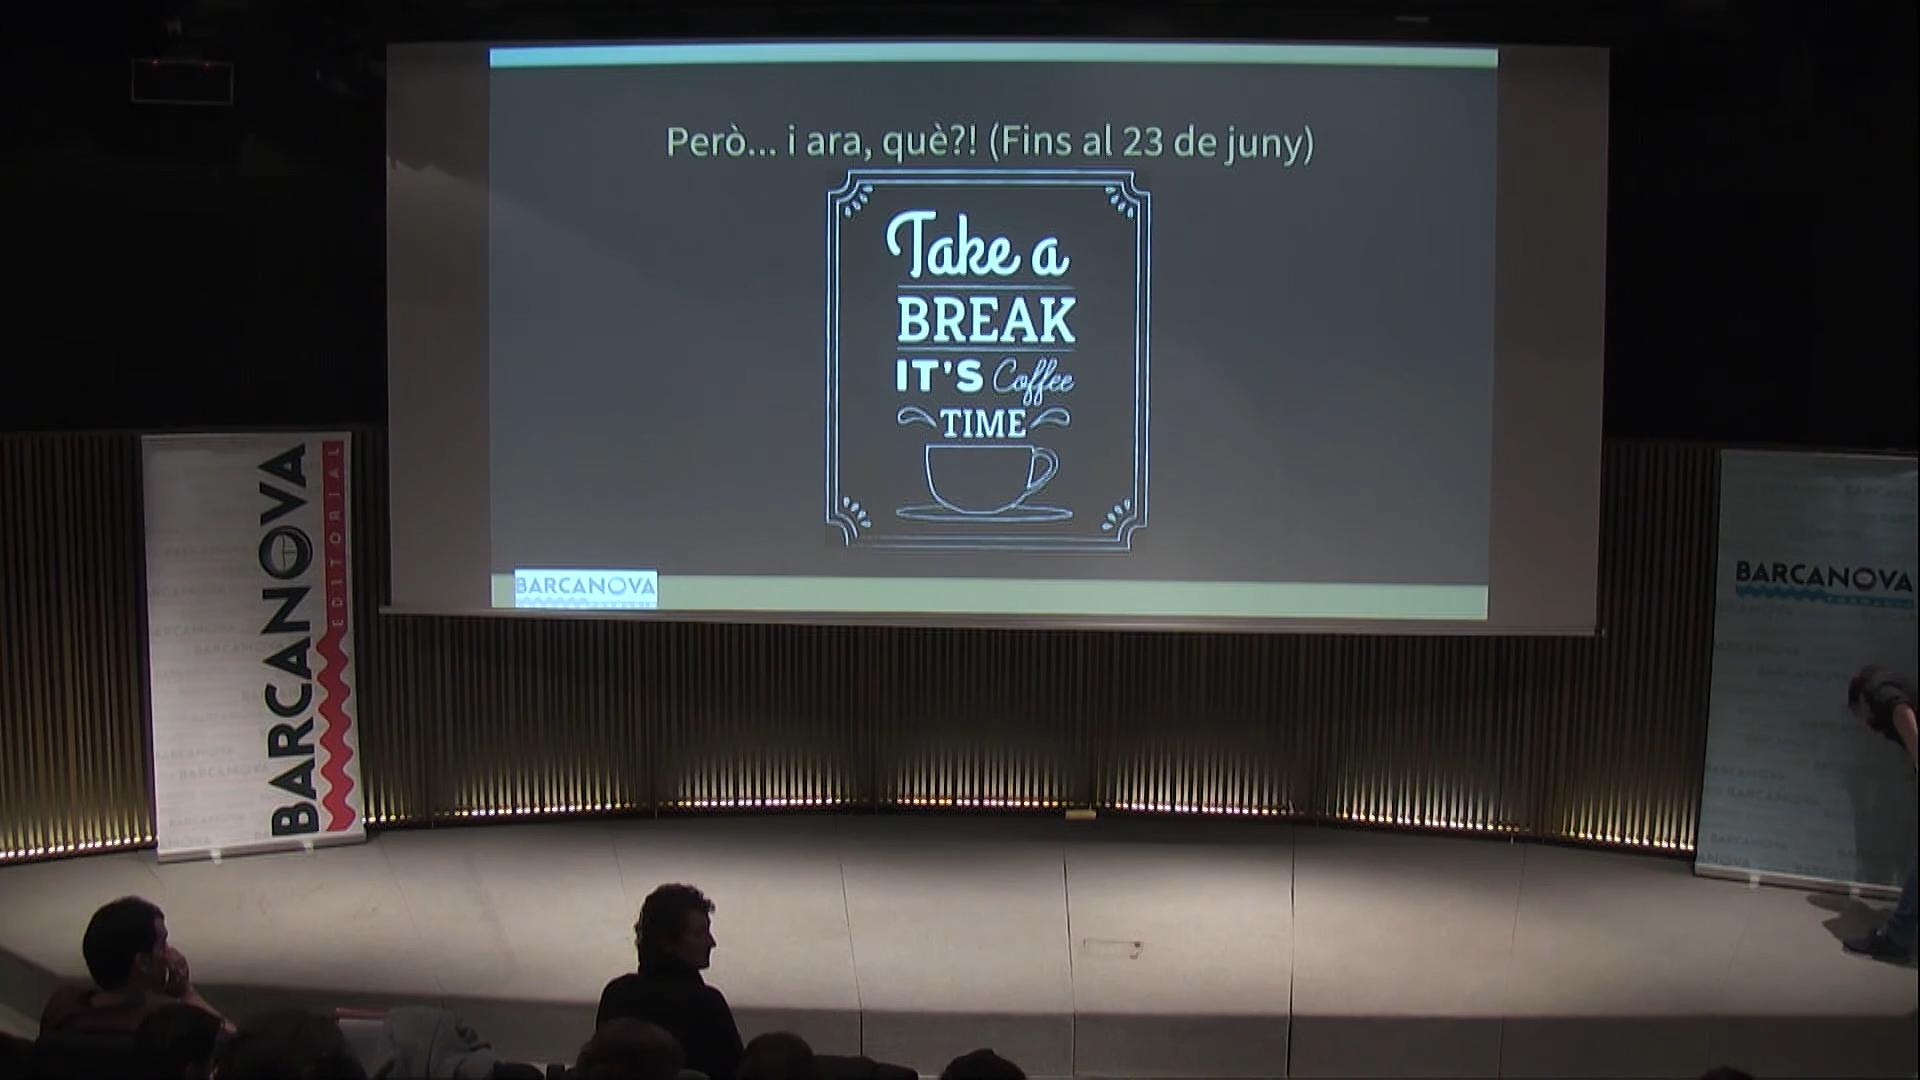 Però... i ara, què?! (Fins al 23 de juny)
Take a
BREAK
IT'S Coffee
TIME
BARCANOVA
BARCANOVA
EDITORIAL
BARCANOVA